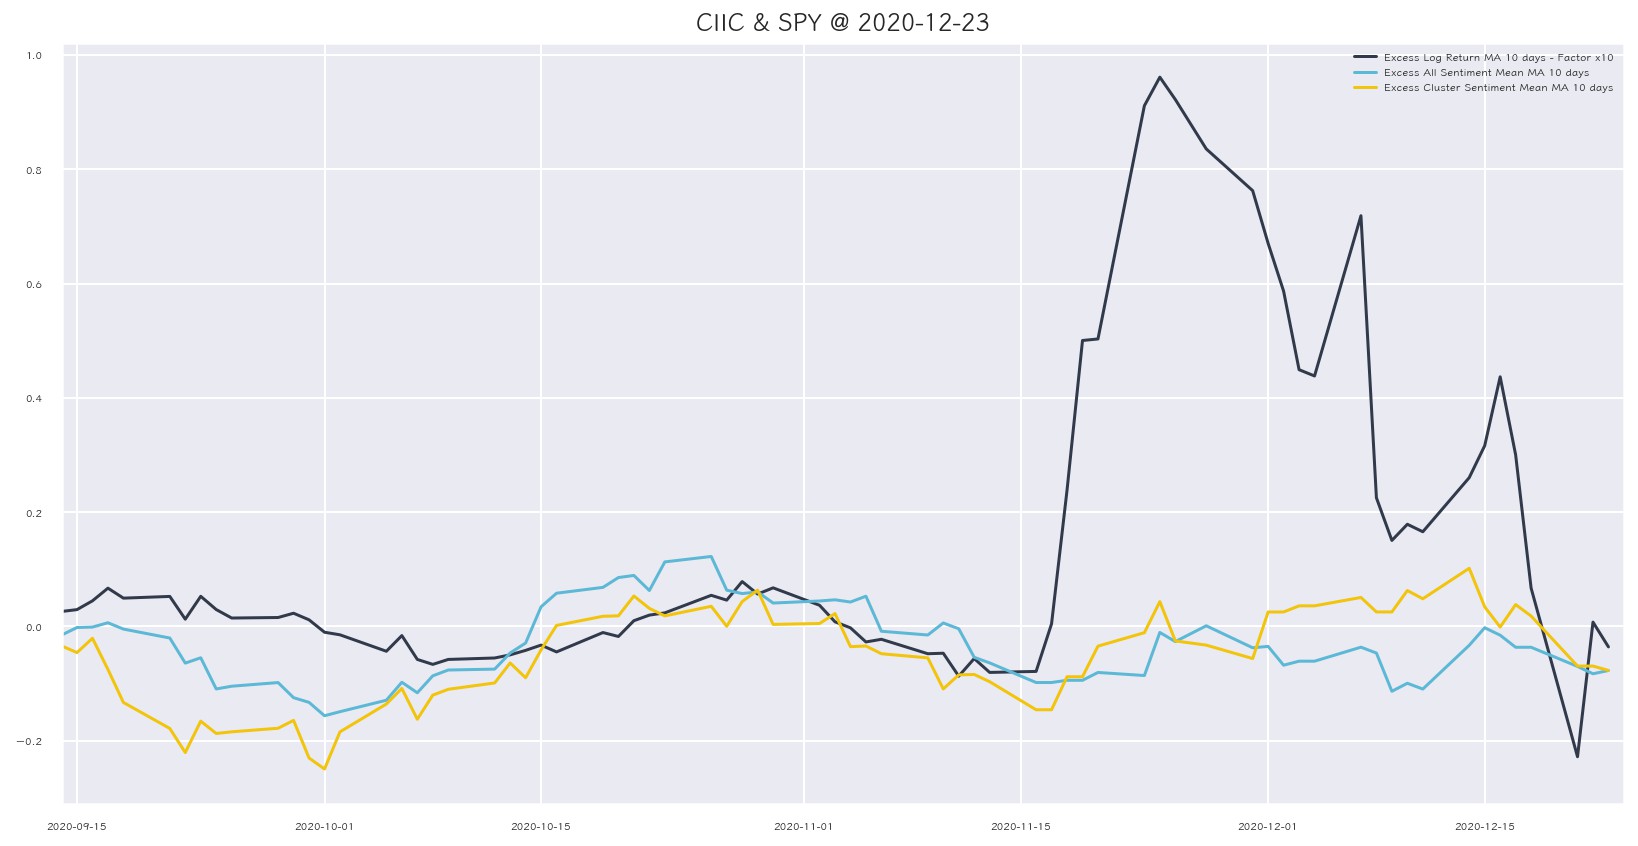 CIIC & SPY @ 2020-12-23
Excess Log Return MA 10 days - Factor x10
Excess All Sentiment Mean MA 10 days
Excess Cluster Sentiment Mean MA 10 days
1.0
0.8
0.6
0.4
0.2
0.0
−0.2
2020-09-15 2020-10-01 2020-10-15 2020-11-01 2020-11-15 2020-12-01 2020-12-15